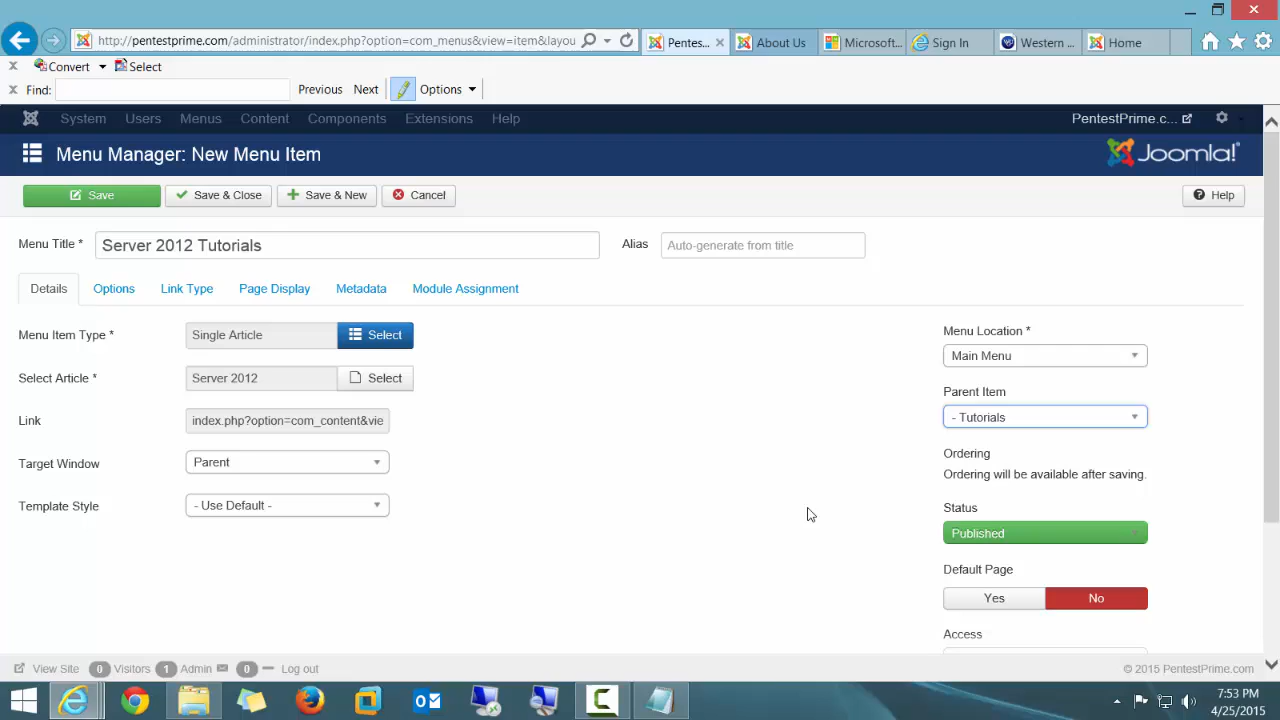 http://pentestprime.com/administrator/index.php?option=com_menus&view=item&layou
Pentes...
About Us
Microsoft...
Sign In
Western ...
Home
Convert
Select
Find:
Previous
Next
Options
System
Users
Menus
Content
Components
Extensions
Help
PentestPrime.c...
Menu Manager: New Menu Item
Joomla!
Save
Save & Close
Save & New
Cancel
Help
Menu Title *
Server 2012 Tutorials
Alias
Auto-generate from title
Details
Options
Link Type
Page Display
Metadata
Module Assignment
Menu Item Type *
Single Article
Select
Select Article *
Server 2012
Select
Link
index.php?option=com_content&vie
Target Window
Parent
Template Style
- Use Default -
Menu Location *
Main Menu
Parent Item
- Tutorials
Ordering
Ordering will be available after saving.
Status
Published
Default Page
Yes
No
Access
View Site
0
Visitors
1
Admin
0
Log out
© 2015 PentestPrime.com
7:53 PM
4/25/2015